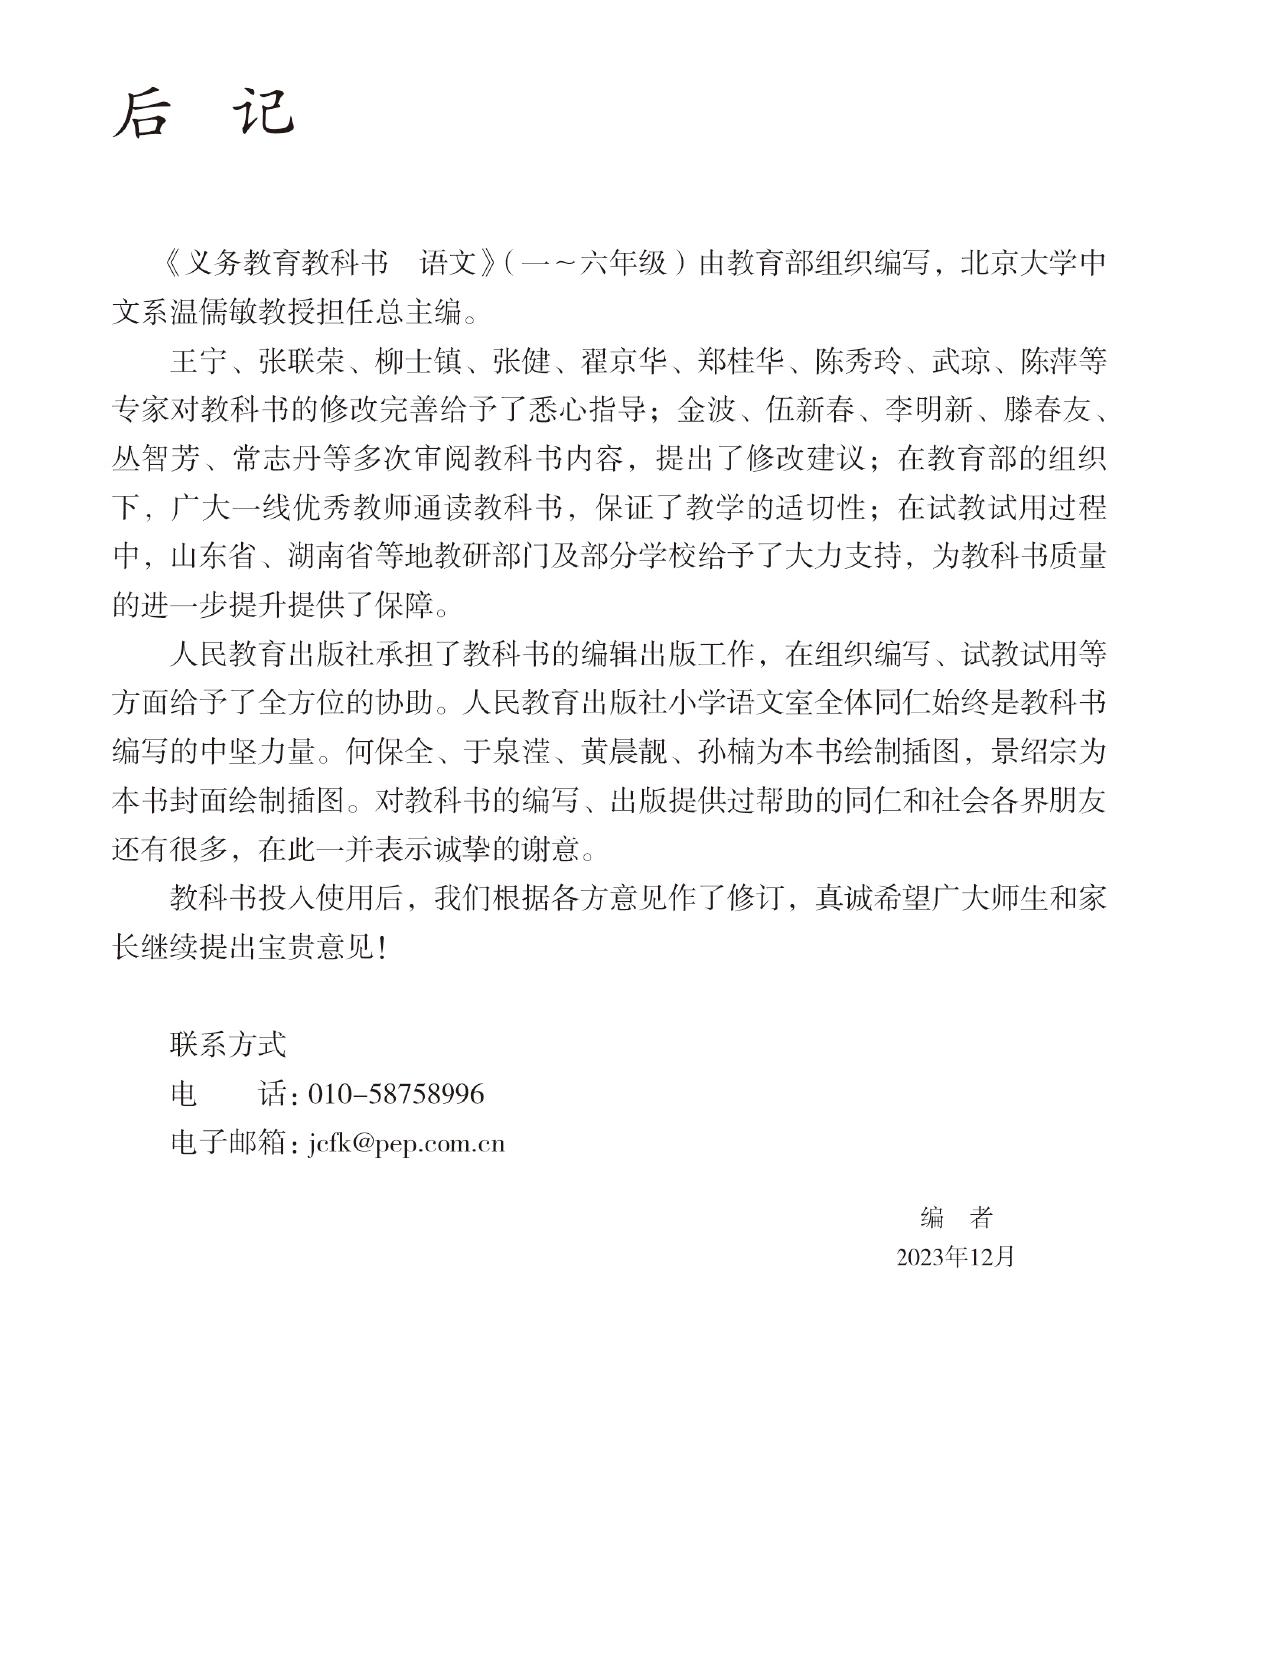 后　记
《义务教育教科书　语文》（一～六年级）由教育部组织编写，北京大学中
文系温儒敏教授担任总主编。
王宁、张联荣、柳士镇、张健、翟京华、郑桂华、陈秀玲、武琼、陈萍等
专家对教科书的修改完善给予了悉心指导；金波、伍新春、李明新、滕春友、
丛智芳、常志丹等多次审阅教科书内容，提出了修改建议；在教育部的组织
下，广大一线优秀教师通读教科书，保证了教学的适切性；在试教试用过程
中，山东省、湖南省等地教研部门及部分学校给予了大力支持，为教科书质量
的进一步提升提供了保障。
人民教育出版社承担了教科书的编辑出版工作，在组织编写、试教试用等
方面给予了全方位的协助。人民教育出版社小学语文室全体同仁始终是教科书
编写的中坚力量。何保全、于泉滢、黄晨靓、孙楠为本书绘制插图，景绍宗为
本书封面绘制插图。对教科书的编写、出版提供过帮助的同仁和社会各界朋友
还有很多，在此一并表示诚挚的谢意。
教科书投入使用后，我们根据各方意见作了修订，真诚希望广大师生和家
长继续提出宝贵意见！
联系方式
电　　话：010-58758996
电子邮箱：jcfk@pep.com.cn
编　者
2023年12月